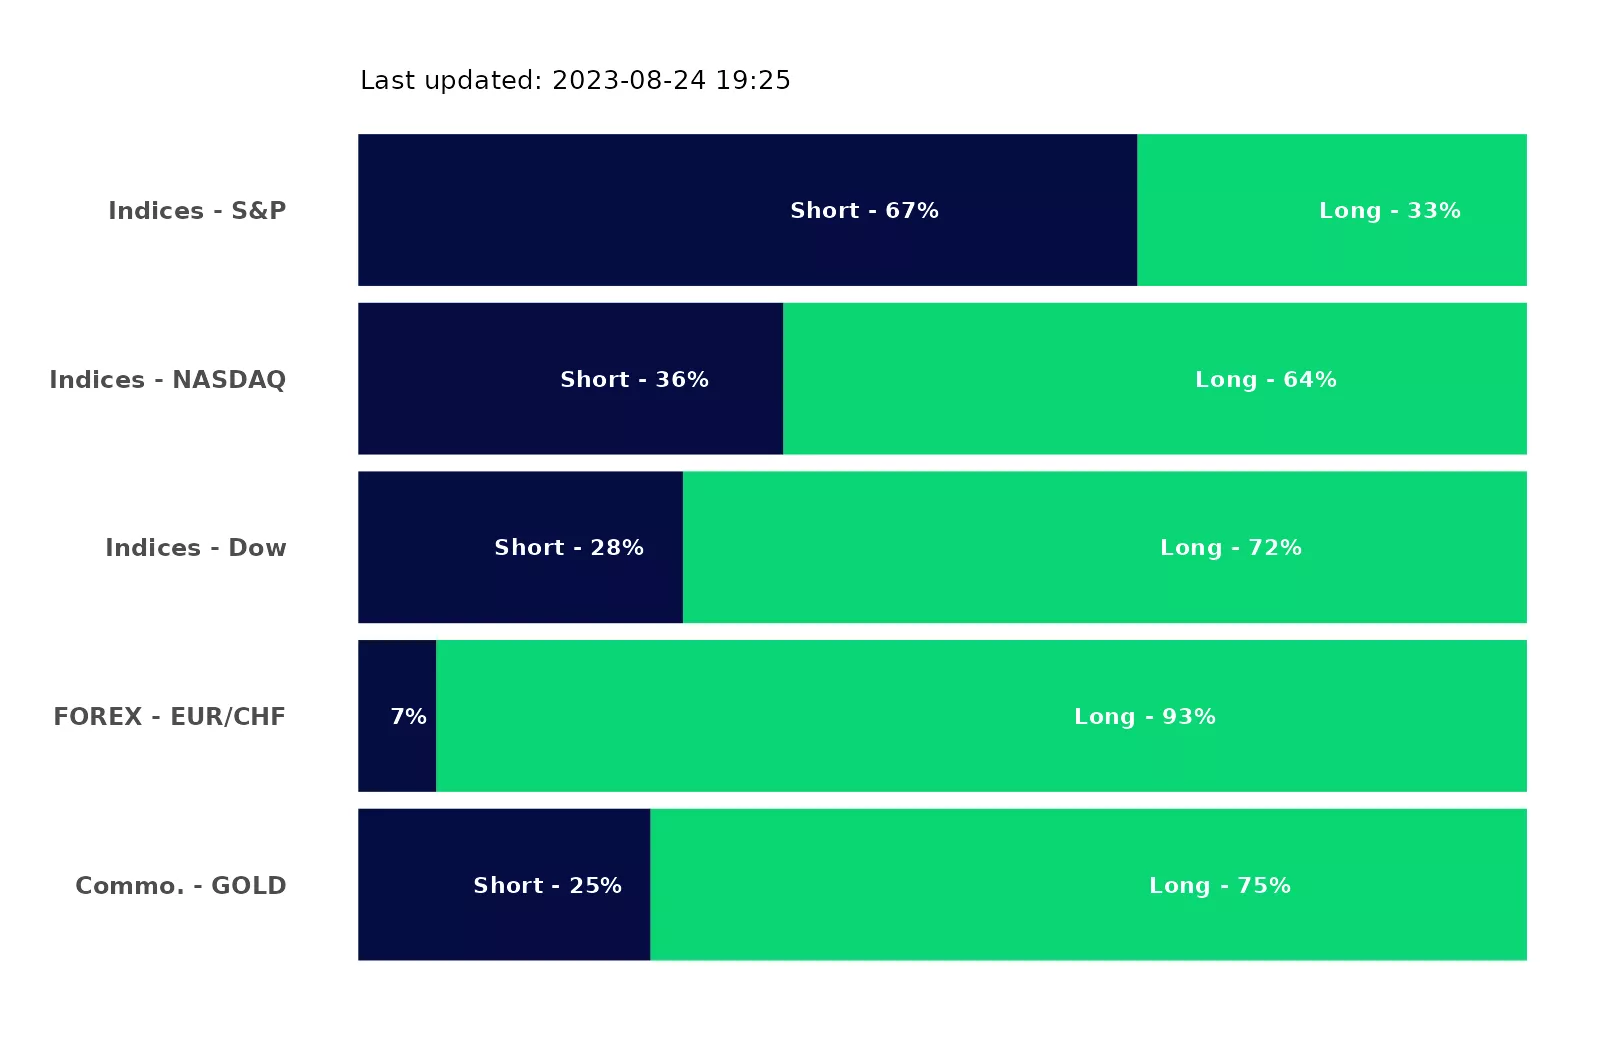 Last updated: 2023-08-24 19:25
Indices - S&P
Short - 67%
Long - 33%
Indices - NASDAQ
Short - 36%
Long - 64%
Indices - Dow
Short - 28%
Long - 72%
FOREX - EUR/CHF
7%
Long - 93%
Commo. - GOLD
Short - 25%
Long - 75%